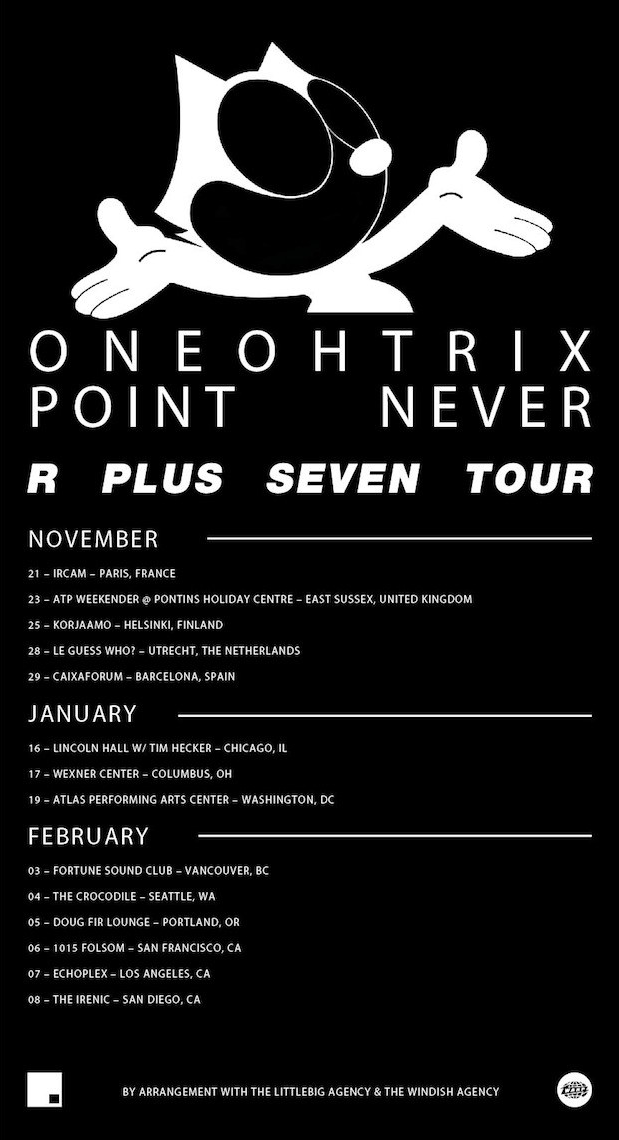 ONEOHTRIX
POINT NEVER
R PLUS SEVEN TOUR
NOVEMBER
21 – IRCAM – PARIS, FRANCE
23 – ATP WEEKENDER @ PONTINS HOLIDAY CENTRE – EAST SUSSEX, UNITED KINGDOM
25 – KORJAAMO – HELSINKI, FINLAND
28 – LE GUESS WHO? – UTRECHT, THE NETHERLANDS
29 – CAIXAFORUM – BARCELONA, SPAIN
JANUARY
16 – LINCOLN HALL W/ TIM HECKER – CHICAGO, IL
17 – WEXNER CENTER – COLUMBUS, OH
19 – ATLAS PERFORMING ARTS CENTER – WASHINGTON, DC
FEBRUARY
03 – FORTUNE SOUND CLUB – VANCOUVER, BC
04 – THE CROCODILE – SEATTLE, WA
05 – DOUG FIR LOUNGE – PORTLAND, OR
06 – 1015 FOLSOM – SAN FRANCISCO, CA
07 – ECHOPLEX – LOS ANGELES, CA
08 – THE IRENIC – SAN DIEGO, CA
BY ARRANGEMENT WITH THE LITTLEBIG AGENCY & THE WINDISH AGENCY